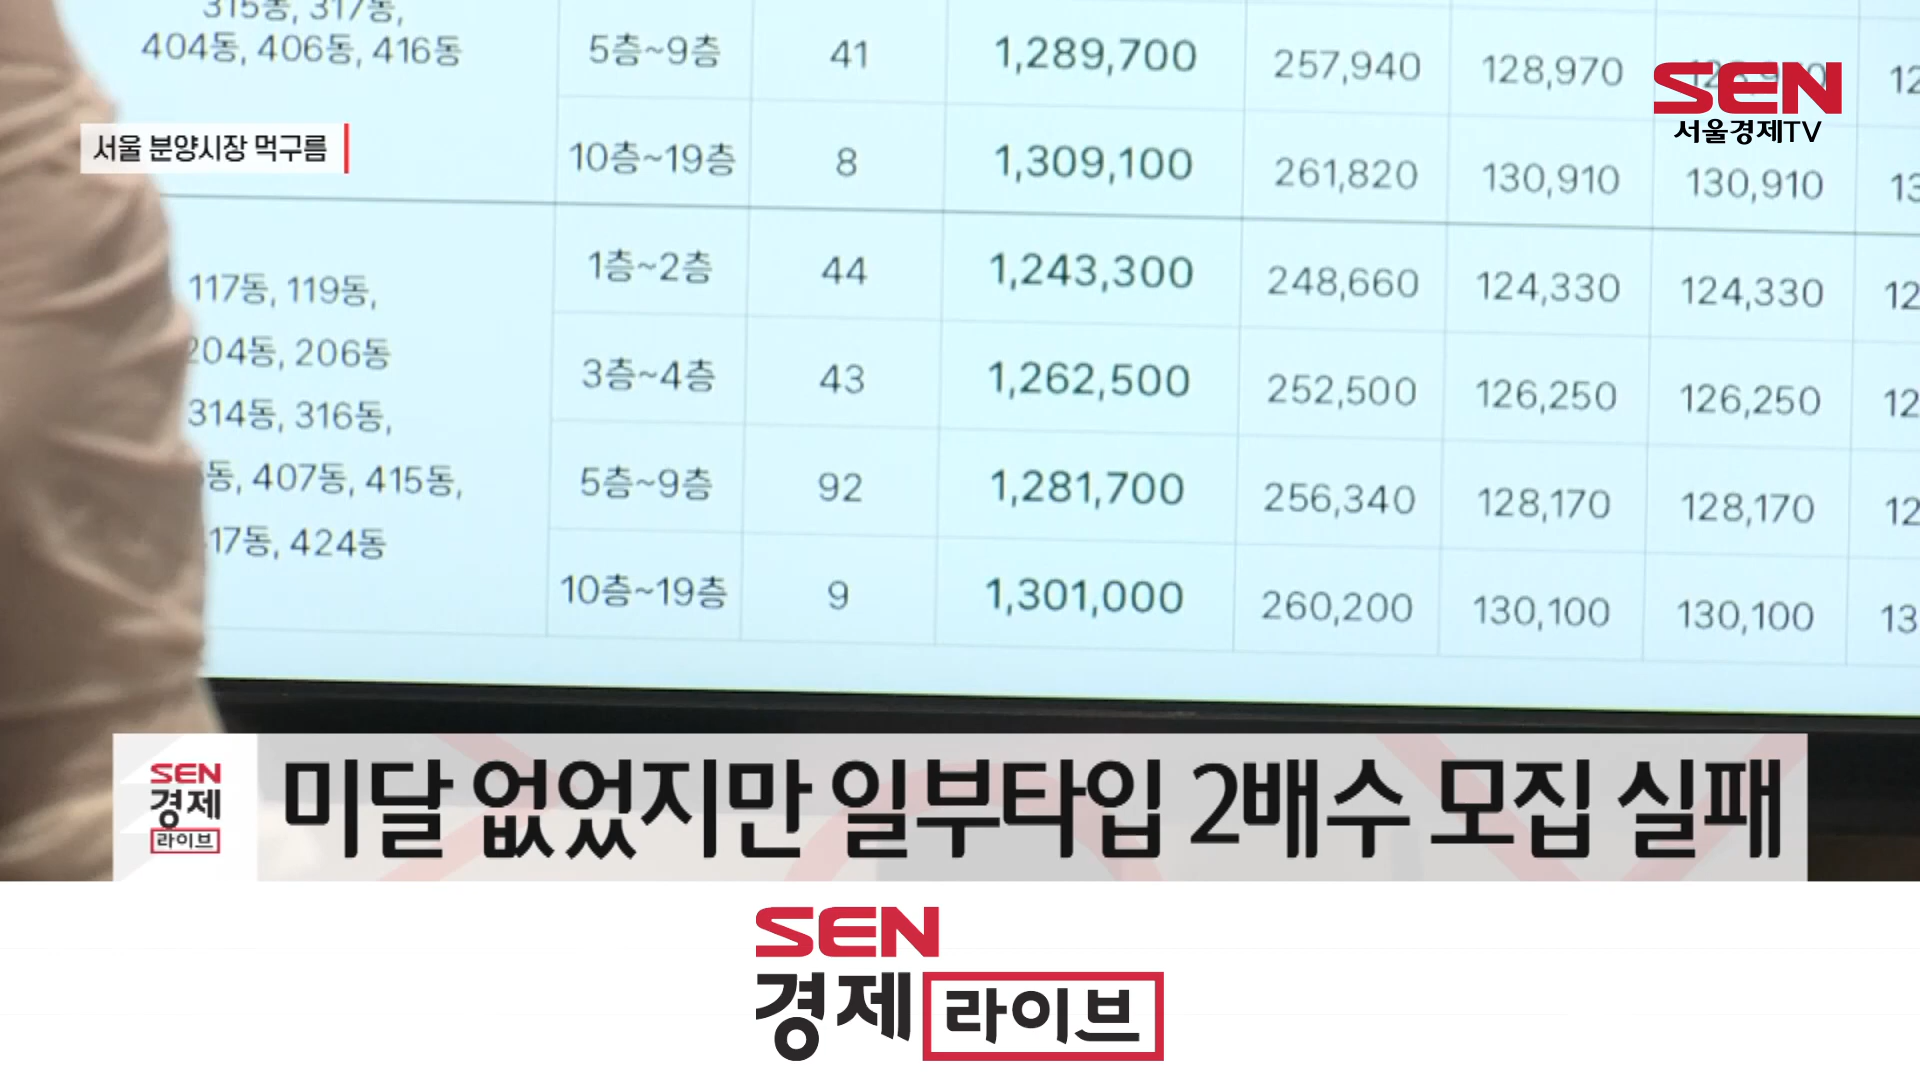 315동, 317동,
404동, 406동, 416동
5층~9층 41 1,289,700 257,940 128,970
10층~19층 8 1,309,100 261,820 130,910 130,910
SEN
서울경제TV
서울 분양시장 먹구름
117동, 119동,
204동, 206동
314동, 316동,
407동, 415동,
424동
1층~2층 44 1,243,300 248,660 124,330 124,330
3층~4층 43 1,262,500 252,500 126,250 126,250
5층~9층 92 1,281,700 256,340 128,170 128,170
10층~19층 9 1,301,000 260,200 130,100 130,100
SEN
경제
라이브
미달 없었지만 일부타입 2배수 모집 실패
SEN
경제 라이브